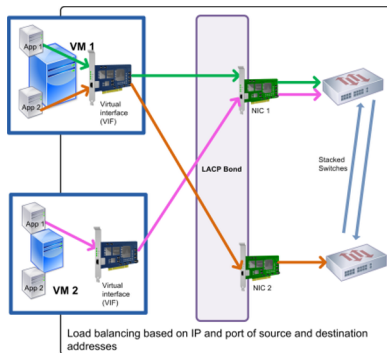 App 1
VM 1
App 2
Virtual
interface
(VIF)
NIC 1
LACP Bond
Stacked
Switches
App 1
App 2
VM 2
Virtual
interface
(VIF)
NIC 2
Load balancing based on IP and port of source and destination
addresses